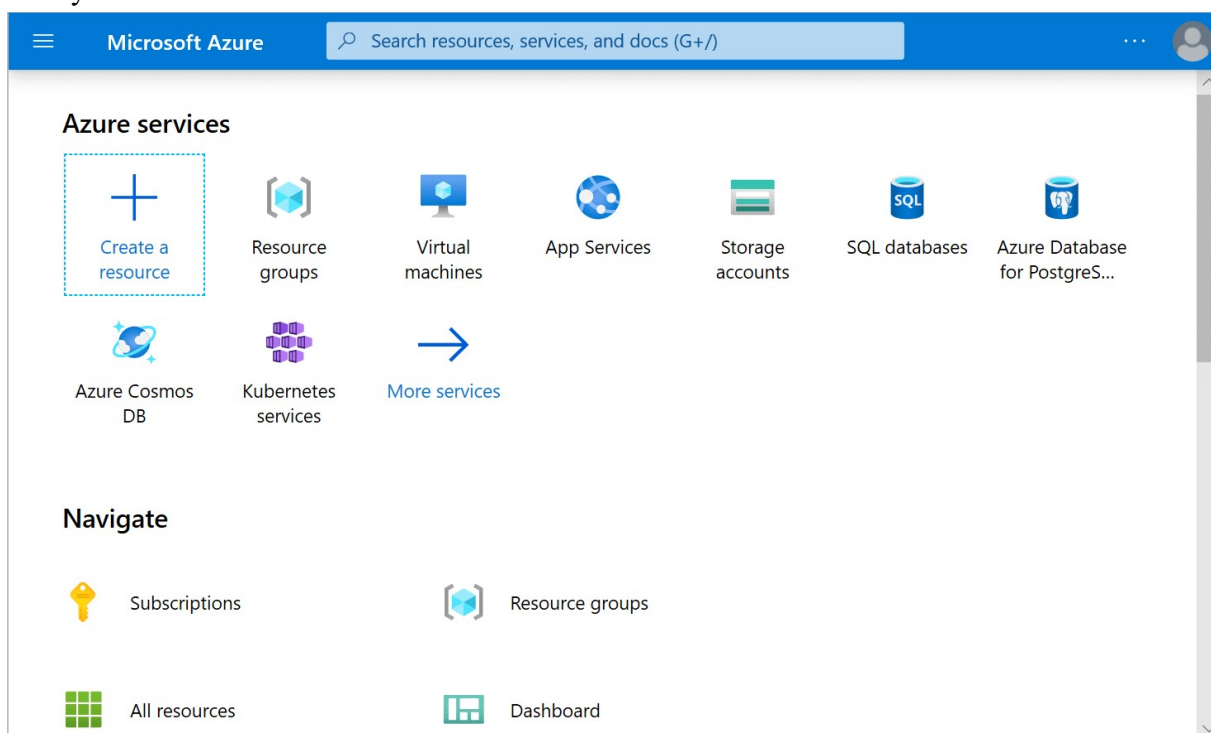 Microsoft Azure
Search resources, services, and docs (G+/)
...
Azure services
Create a resource
Resource groups
Virtual machines
App Services
Storage accounts
SQL
SQL databases
Azure Database for PostgreS...
Azure Cosmos DB
Kubernetes services
More services
Navigate
Subscriptions
Resource groups
All resources
Dashboard